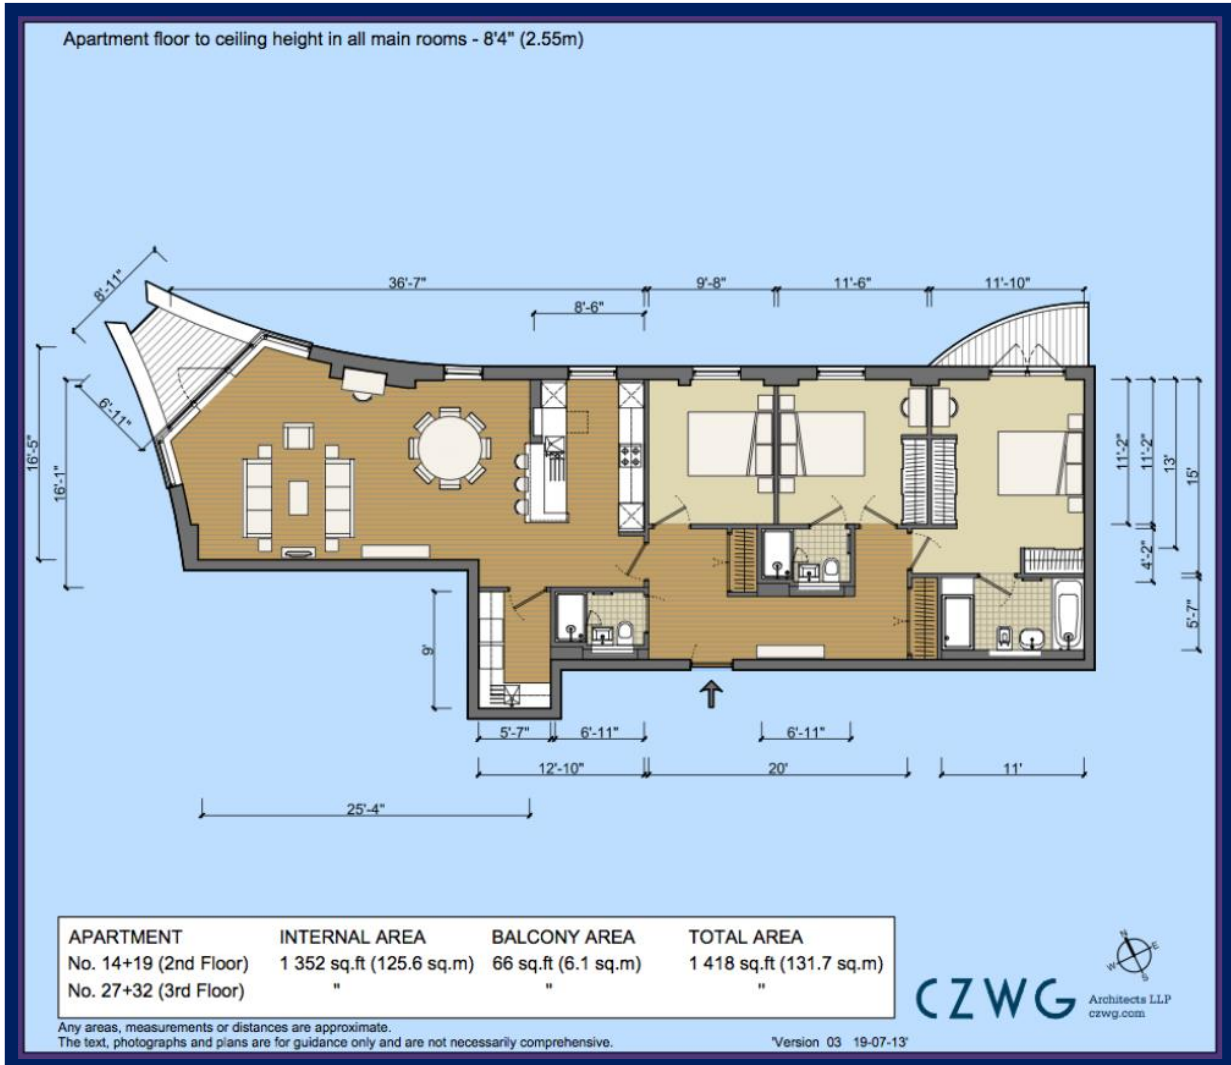 Apartment floor to ceiling height in all main rooms - 8'4" (2.55m)
8'-11"
36'-7"
9'-8"
11'-6"
11'-10"
8'-6"
6'-11"
16'-5"
16'-1"
11'-2"
11'-2"
13'
15'
4'-2"
5'-7"
9'
5'-7"
6'-11"
6'-11"
12'-10"
20'
11'
25'-4"
APARTMENT INTERNAL AREA BALCONY AREA TOTAL AREA
No. 14+19 (2nd Floor) 1 352 sq.ft (125.6 sq.m) 66 sq.ft (6.1 sq.m) 1 418 sq.ft (131.7 sq.m)
No. 27+32 (3rd Floor) " " "
N
E
W
S
CZWG Architects LLP
czwg.com
Any areas, measurements or distances are approximate.
The text, photographs and plans are for guidance only and are not necessarily comprehensive. 'Version 03 19-07-13'